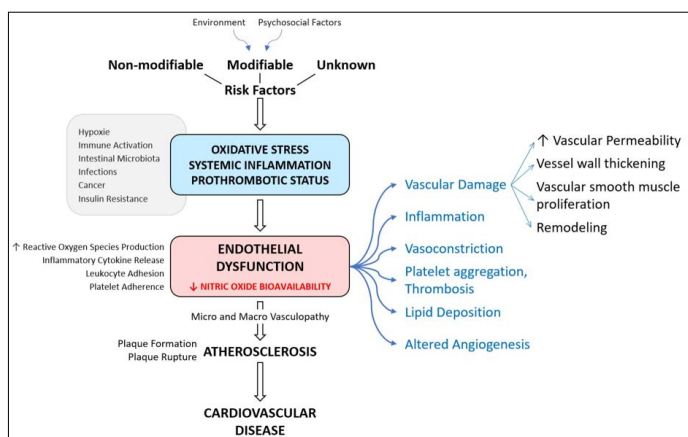 Environment
Psychosocial Factors
Non-modifiable
Modifiable
Unknown
Risk Factors
Hypoxie
Immune Activation
Intestinal Microbiota
Infections
Cancer
Insulin Resistance
OXIDATIVE STRESS
SYSTEMIC INFLAMMATION
PROTHROMBOTIC STATUS
↑ Reactive Oxygen Species Production
Inflammatory Cytokine Release
Leukocyte Adhesion
Platelet Adherence
ENDOTHELIAL
DYSFUNCTION
↓ NITRIC OXIDE BIOAVAILABILITY
Vascular Damage
Inflammation
Vasoconstriction
Platelet aggregation,
Thrombosis
Lipid Deposition
Altered Angiogenesis
↑ Vascular Permeability
Vessel wall thickening
Vascular smooth muscle
proliferation
Remodeling
Micro and Macro Vasculopathy
Plaque Formation
Plaque Rupture
ATHEROSCLEROSIS
CARDIOVASCULAR
DISEASE